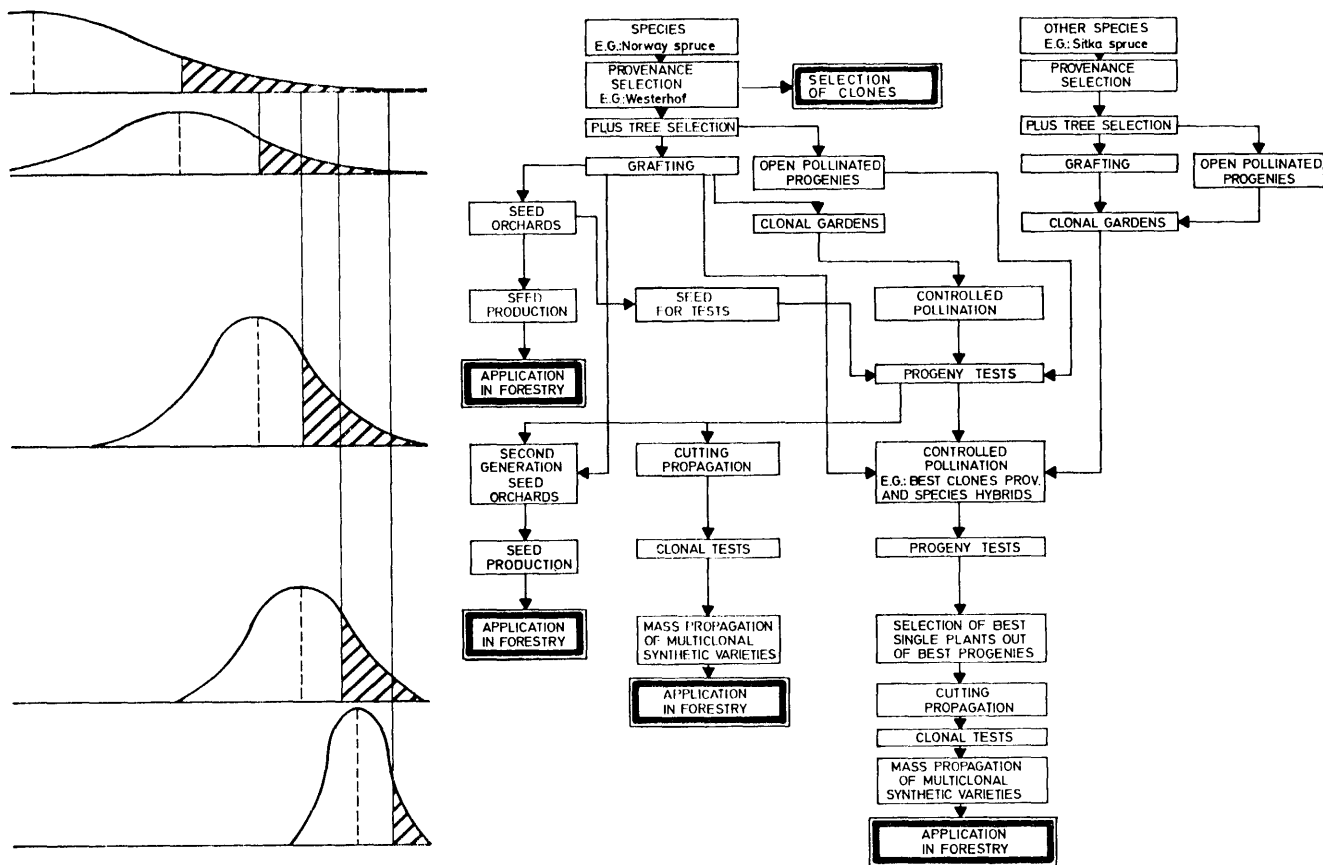 SPECIES
E.G.:Norway spruce
PROVENANCE
SELECTION
E.G:Westerhof
SELECTION
OF CLONES
PLUS TREE SELECTION
GRAFTING
OPEN POLLINATED
PROGENIES
SEED
ORCHARDS
CLONAL GARDENS
SEED
PRODUCTION
SEED
FOR TESTS
CONTROLLED
POLLINATION
APPLICATION
IN FORESTRY
PROGENY TESTS
OTHER SPECIES
E.G.: Sitka spruce
PROVENANCE
SELECTION
PLUS TREE SELECTION
GRAFTING
OPEN POLLINATED
PROGENIES
CLONAL GARDENS
SECOND
GENERATION
SEED
ORCHARDS
SEED
PRODUCTION
APPLICATION
IN FORESTRY
CUTTING
PROPAGATION
CLONAL TESTS
MASS PROPAGATION
OF MULTICLONAL
SYNTHETIC VARIETIES
APPLICATION
IN FORESTRY
CONTROLLED
POLLINATION
E.G.: BEST CLONES PROV.
AND SPECIES HYBRIDS
PROGENY TESTS
SELECTION OF BEST
SINGLE PLANTS OUT
OF BEST PROGENIES
CUTTING
PROPAGATION
CLONAL TESTS
MASS PROPAGATION
OF MULTICLONAL
SYNTHETIC VARIETIES
APPLICATION
IN FORESTRY